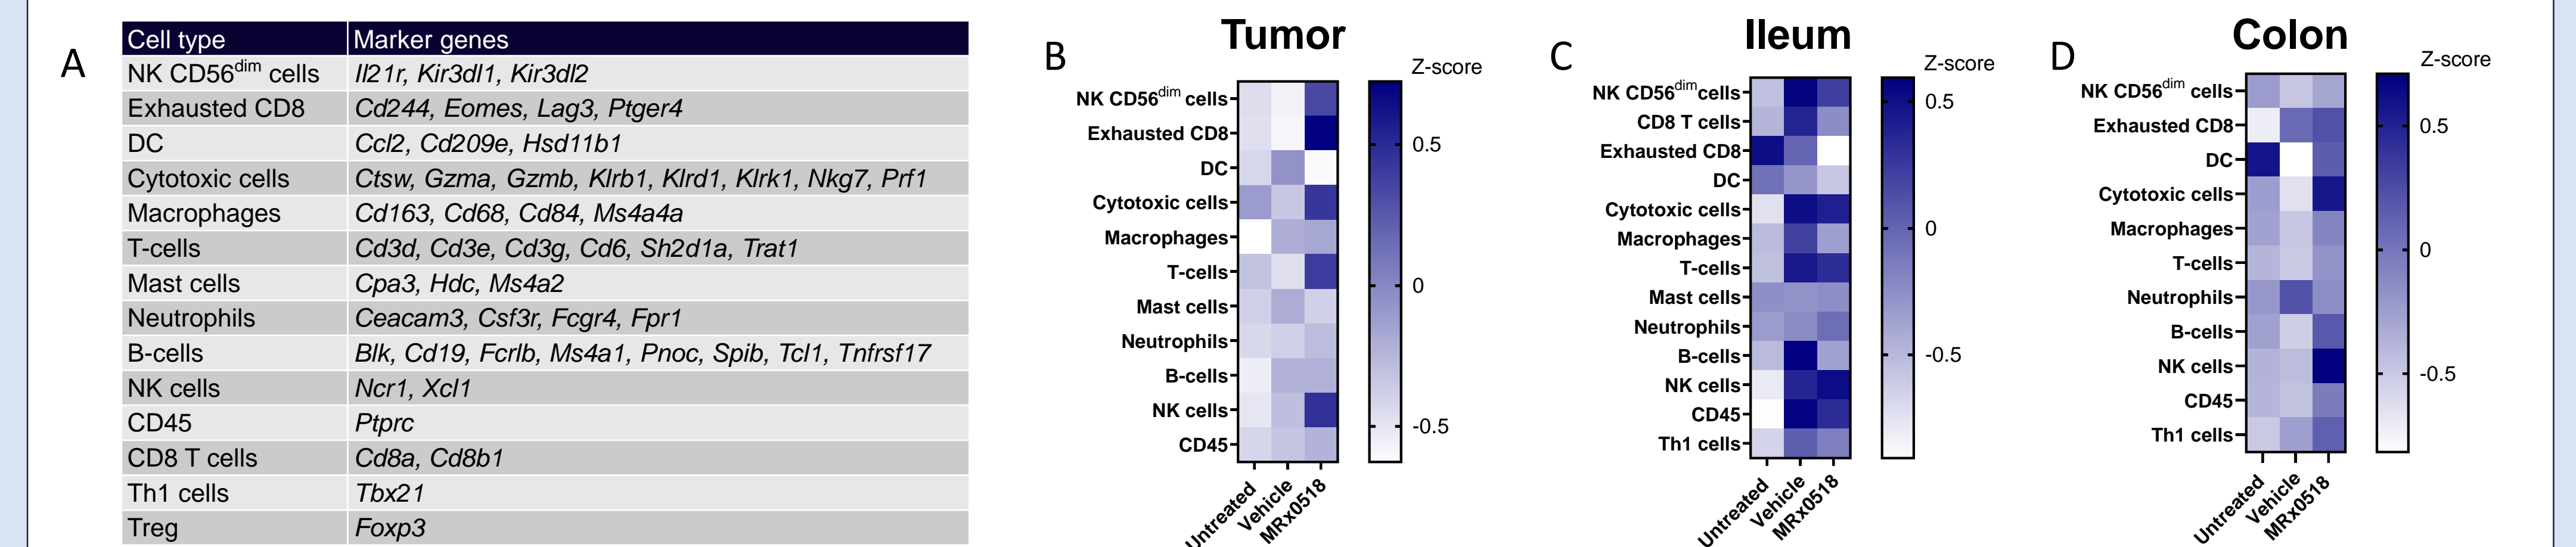 A
Cell type Marker genes
NK CD56dim cells Il21r, Kir3dl1, Kir3dl2
Exhausted CD8 Cd244, Eomes, Lag3, Ptger4
DC Ccl2, Cd209e, Hsd11b1
Cytotoxic cells Ctsw, Gzma, Gzmb, Klrb1, Klrd1, Klrk1, Nkg7, Prf1
Macrophages Cd163, Cd68, Cd84, Ms4a4a
T-cells Cd3d, Cd3e, Cd3g, Cd6, Sh2d1a, Trat1
Mast cells Cpa3, Hdc, Ms4a2
Neutrophils Ceacam3, Csf3r, Fcgr4, Fpr1
B-cells Blk, Cd19, Fcrlb, Ms4a1, Pnoc, Spib, Tcl1, Tnfrsf17
NK cells Ncr1, Xcl1
CD45 Ptprc
CD8 T cells Cd8a, Cd8b1
Th1 cells Tbx21
Treg Foxp3
B
Tumor
Z-score
NK CD56dim cells
Exhausted CD8
DC
Cytotoxic cells
Macrophages
T-cells
Mast cells
Neutrophils
B-cells
NK cells
CD45
0.5
0
-0.5
Untreated
Vehicle
MRx0518
C
Ileum
Z-score
NK CD56dimcells
CD8 T cells
Exhausted CD8
DC
Cytotoxic cells
Macrophages
T-cells
Mast cells
Neutrophils
B-cells
NK cells
CD45
Th1 cells
0.5
0
-0.5
Untreated
Vehicle
MRx0518
D
Colon
Z-score
NK CD56dim cells
Exhausted CD8
DC
Cytotoxic cells
Macrophages
T-cells
Neutrophils
B-cells
NK cells
CD45
Th1 cells
0.5
0
-0.5
Untreated
Vehicle
MRx0518